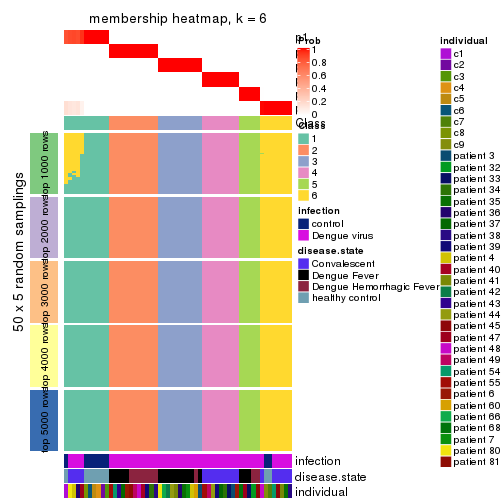 membership heatmap, k = 6
50 x 5 random samplings
top 1000 rows
top 2000 rows
top 3000 rows
top 4000 rows
top 5000 rows
p1
Class
infection
disease.state
individual
Prob
1
0.8
0.6
0.4
0.2
0
Class
1
2
3
4
5
6
infection
control
Dengue virus
disease.state
Convalescent
Dengue Fever
Dengue Hemorrhagic Fever
healthy control
individual
c1
c2
c3
c4
c5
c6
c7
c8
c9
patient 3
patient 32
patient 33
patient 34
patient 35
patient 36
patient 37
patient 38
patient 39
patient 4
patient 40
patient 41
patient 42
patient 43
patient 44
patient 45
patient 47
patient 48
patient 49
patient 54
patient 55
patient 6
patient 60
patient 66
patient 68
patient 7
patient 80
patient 81